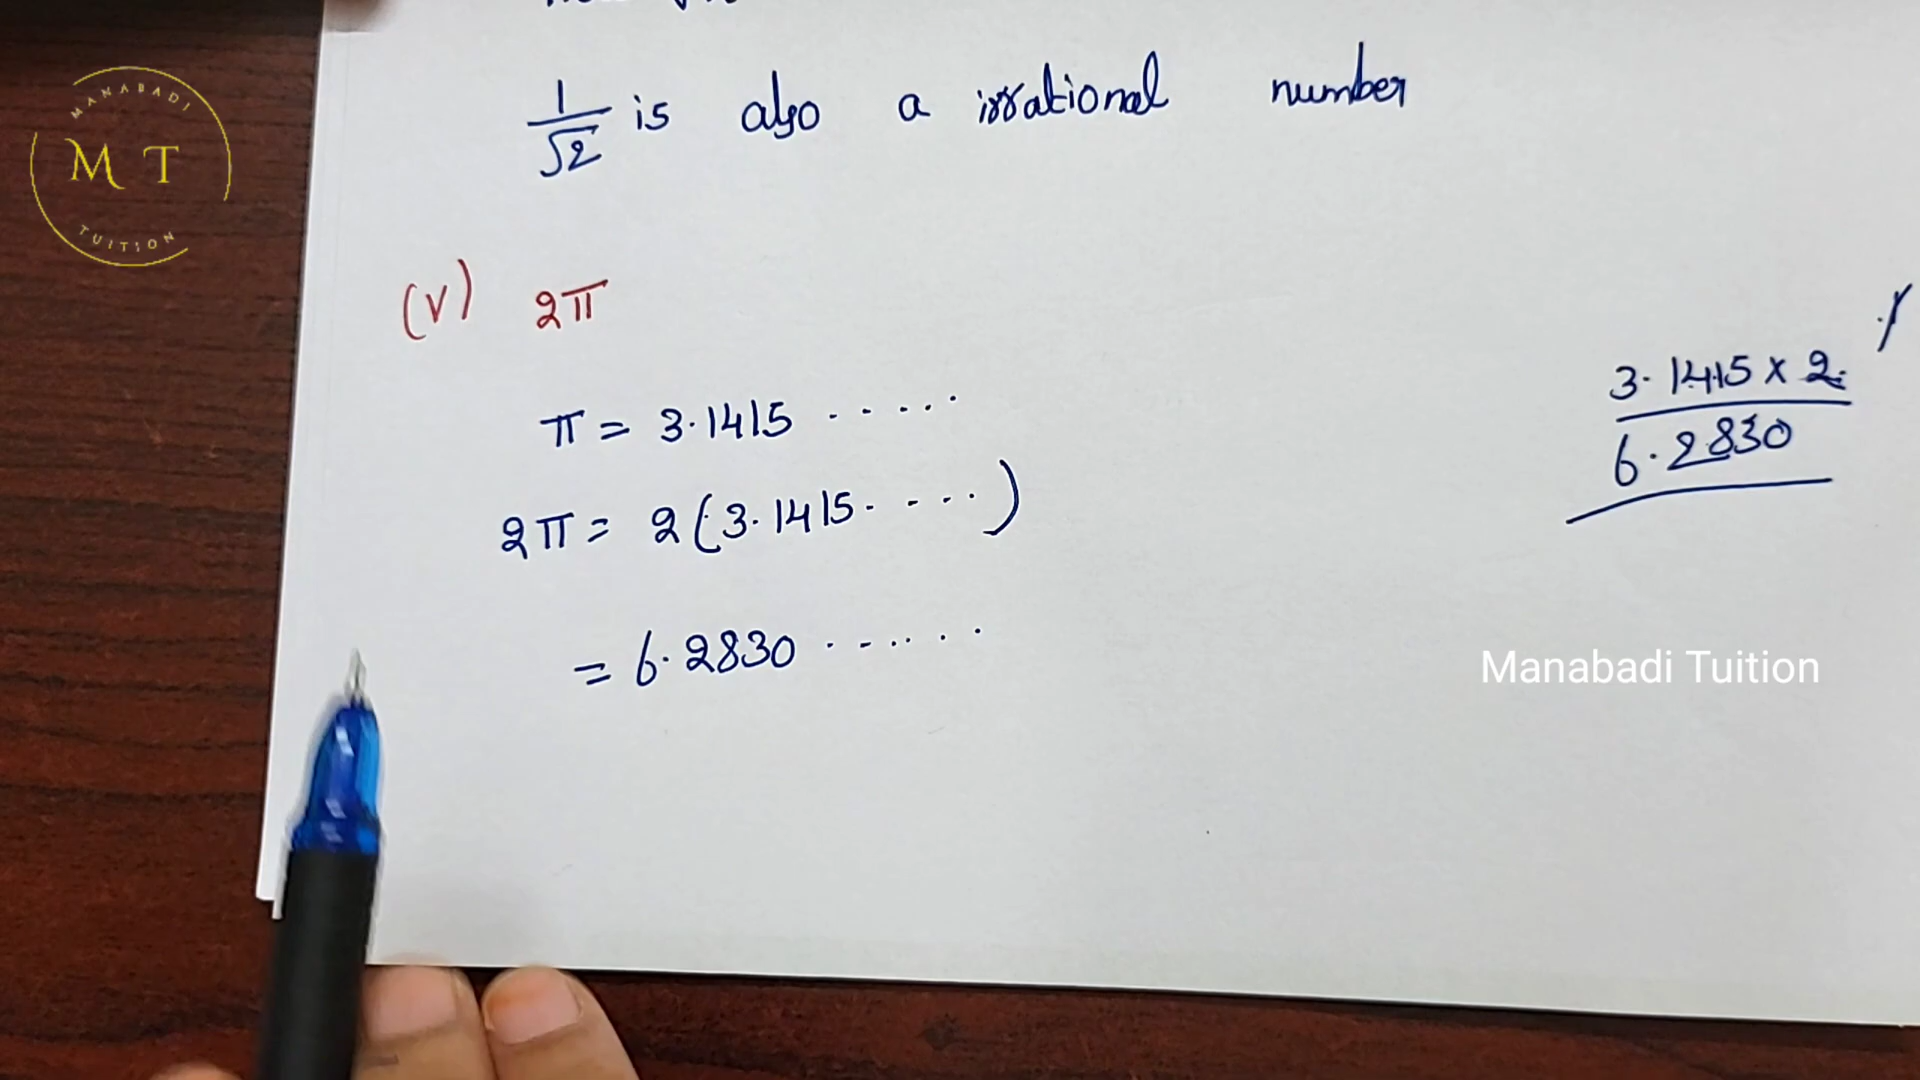 MANABADI
MT
TUITION
1/√2 is also a irrational number
(v) 2π
π = 3.1415 .....
2π = 2(3.1415.....)
= 6.2830 ......
3.1415 x 2
6.2830
Manabadi Tuition